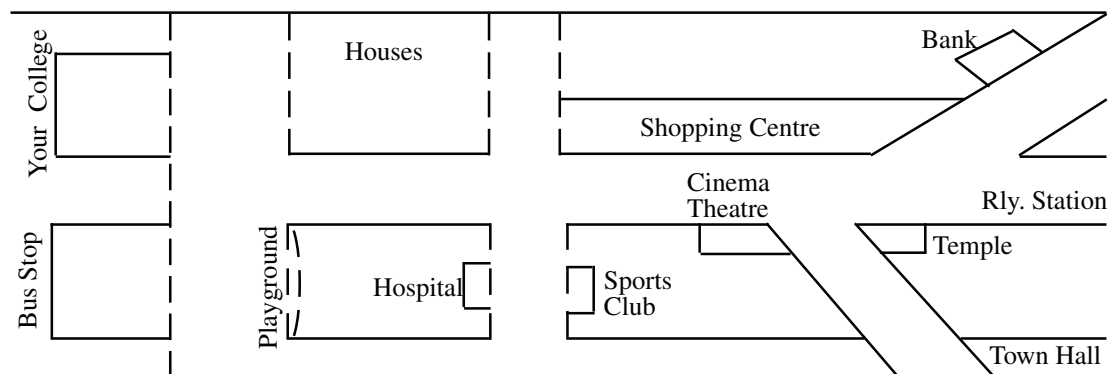 Your College
Houses
Bank
Shopping Centre
Cinema
Theatre
Rly. Station
Bus Stop
Playground
Hospital
Sports
Club
Temple
Town Hall